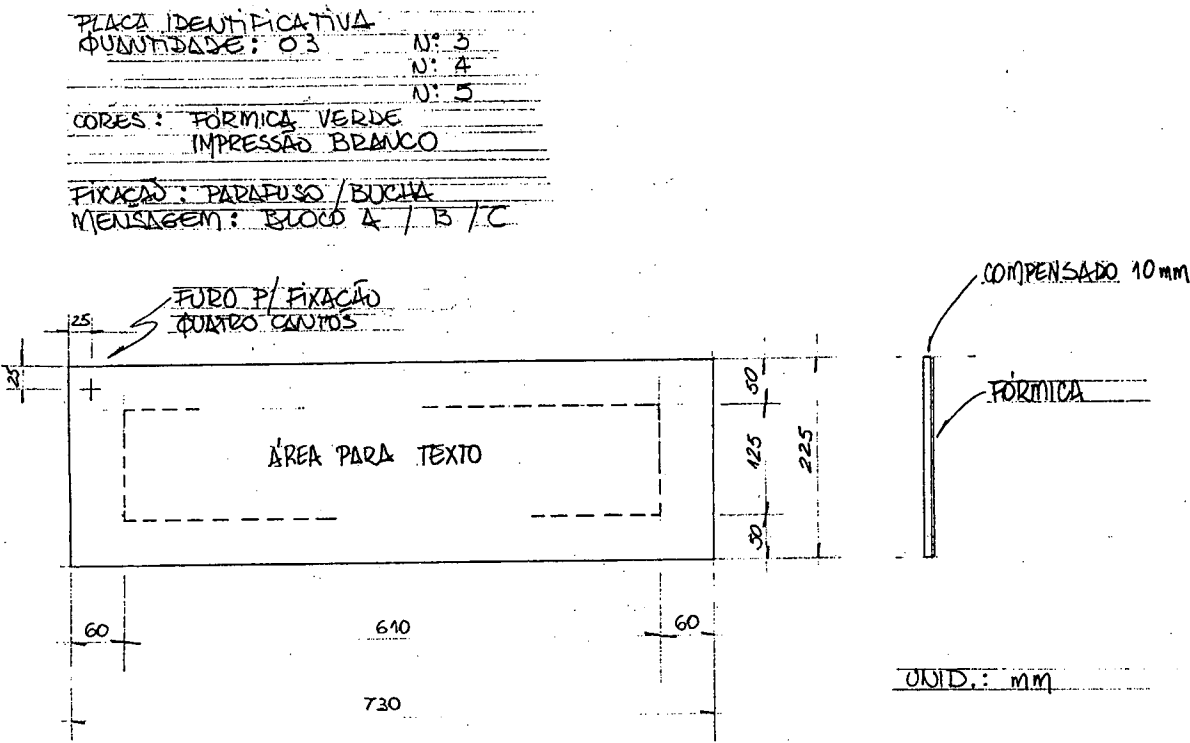 PLACA IDENTIFICATIVA
QUANTIDADE: 03 Nº 3
Nº 4
Nº 5
CORES: FÓRMICA VERDE
IMPRESSÃO BRANCO
FIXAÇÃO: PARAFUSO / BUCHA
MENSAGEM: BLOCO A / B / C
FURO P/ FIXAÇÃO
QUATRO CANTOS
COMPENSADO 10mm
FÓRMICA
25
25
50
125
50
225
ÁREA PARA TEXTO
60
610
60
730
UNID.: mm